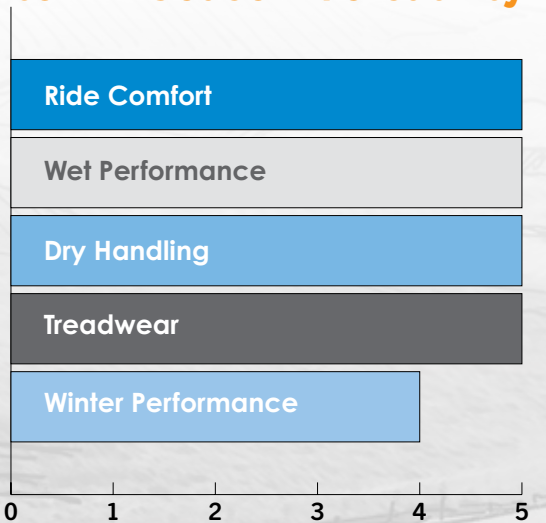 Ride Comfort
Wet Performance
Dry Handling
Treadwear
Winter Performance
0 1 2 3 4 5